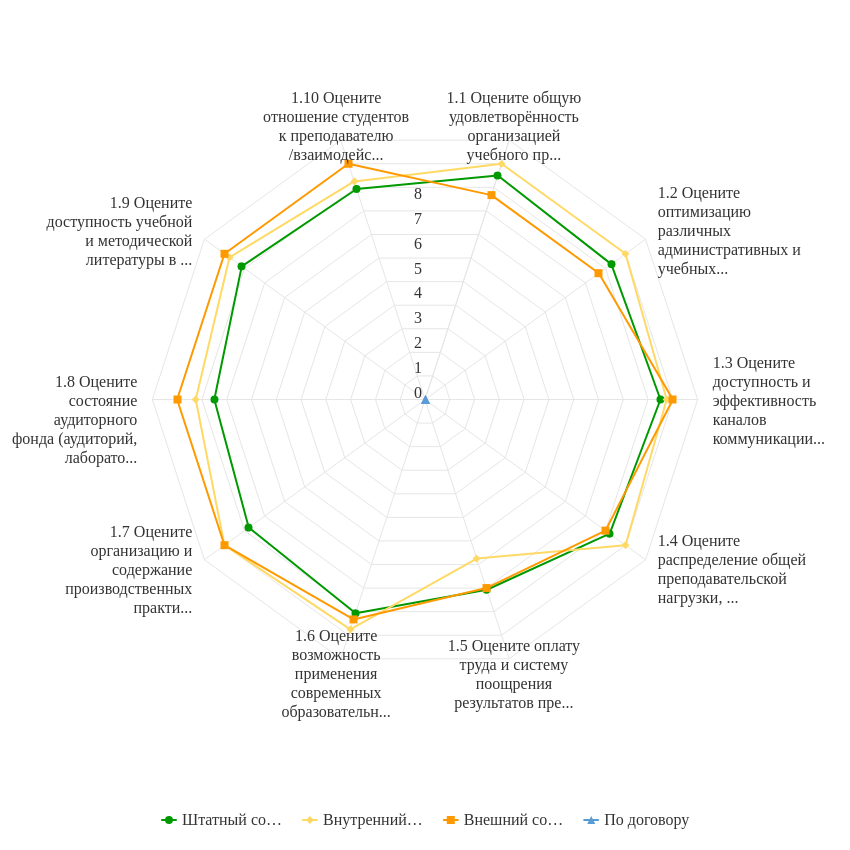 1.10 Оцените
отношение студентов
к преподавателю
/взаимодейс...
1.1 Оцените общую
удовлетворённость
организацией
учебного пр...
1.2 Оцените
оптимизацию
различных
административных и
учебных...
1.3 Оцените
доступность и
эффективность
каналов
коммуникации...
1.4 Оцените
распределение общей
преподавательской
нагрузки, ...
1.5 Оцените оплату
труда и систему
поощрения
результатов пре...
1.6 Оцените
возможность
применения
современных
образовательн...
1.7 Оцените
организацию и
содержание
производственных
практи...
1.8 Оцените
состояние
аудиторного
фонда (аудиторий,
лаборато...
1.9 Оцените
доступность учебной
и методической
литературы в ...
8
7
6
5
4
3
2
1
0
Штатный со… Внутренний… Внешний со… По договору